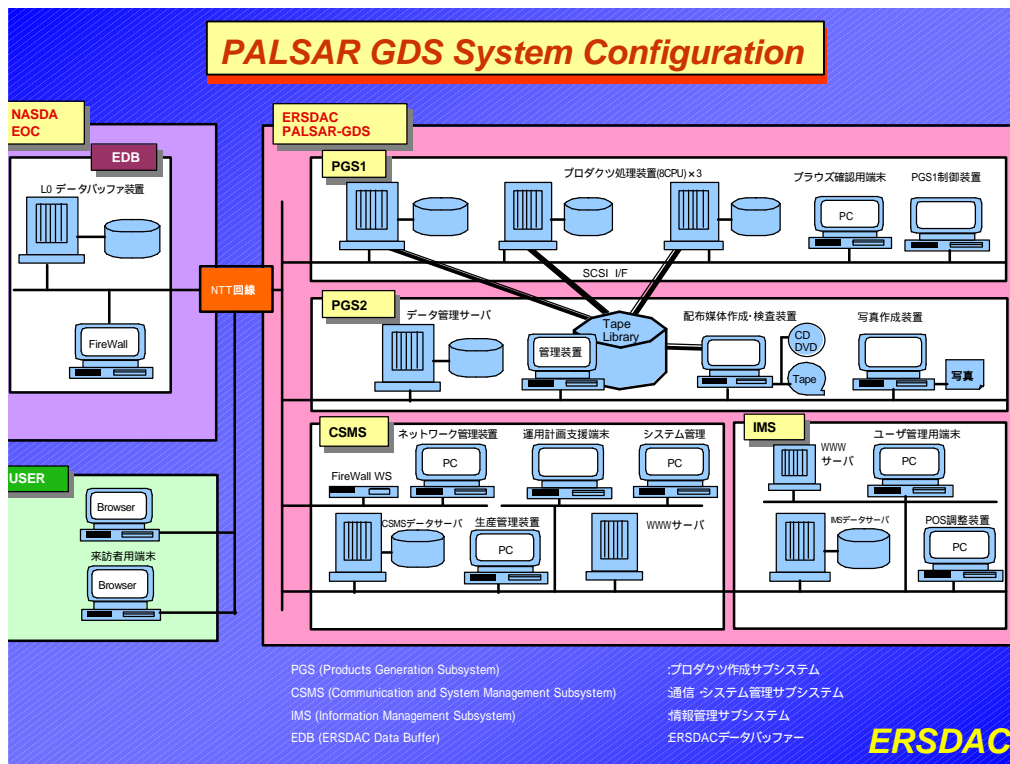 PALSAR GDS System Configuration
NASDA
EOC
EDB
L0 データバッファ装置
FireWall
NTT回線
USER
Browser
来訪者用端末
Browser
ERSDAC
PALSAR-GDS
PGS1
プロダクツ処理装置(8CPU)×3
ブラウズ確認用端末
PGS1制御装置
PC
SCSI I/F
PGS2
データ管理サーバ
Tape
Library
管理装置
配布媒体作成・検査装置
CD
DVD
Tape
写真作成装置
写真
CSMS
ネットワーク管理装置
運用計画支援端末
システム管理
PC
PC
FireWall WS
CSMSデータサーバ
生産管理装置
PC
WWWサーバ
IMS
WWW
サーバ
ユーザ管理用端末
PC
IMSデータサーバ
POS調整装置
PC
PGS (Products Generation Subsystem) :プロダクツ作成サブシステム
CSMS (Communication and System Management Subsystem) :通信・システム管理サブシステム
IMS (Information Management Subsystem) :情報管理サブシステム
EDB (ERSDAC Data Buffer) :ERSDACデータバッファー
ERSDAC